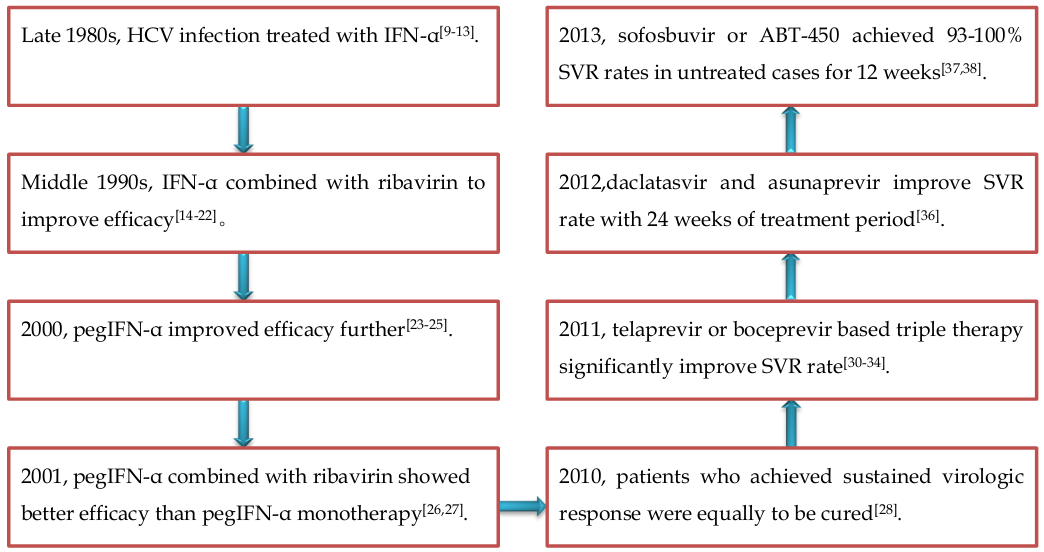 Late 1980s, HCV infection treated with IFN-α[9-13].
Middle 1990s, IFN-α combined with ribavirin to
improve efficacy[14-22]。
2000, pegIFN-α improved efficacy further[23-25].
2001, pegIFN-α combined with ribavirin showed
better efficacy than pegIFN-α monotherapy[26,27].
2010, patients who achieved sustained virologic
response were equally to be cured[28].
2011, telaprevir or boceprevir based triple therapy
significantly improve SVR rate[30-34].
2012,daclatasvir and asunaprevir improve SVR
rate with 24 weeks of treatment period[36].
2013, sofosbuvir or ABT-450 achieved 93-100%
SVR rates in untreated cases for 12 weeks[37,38].